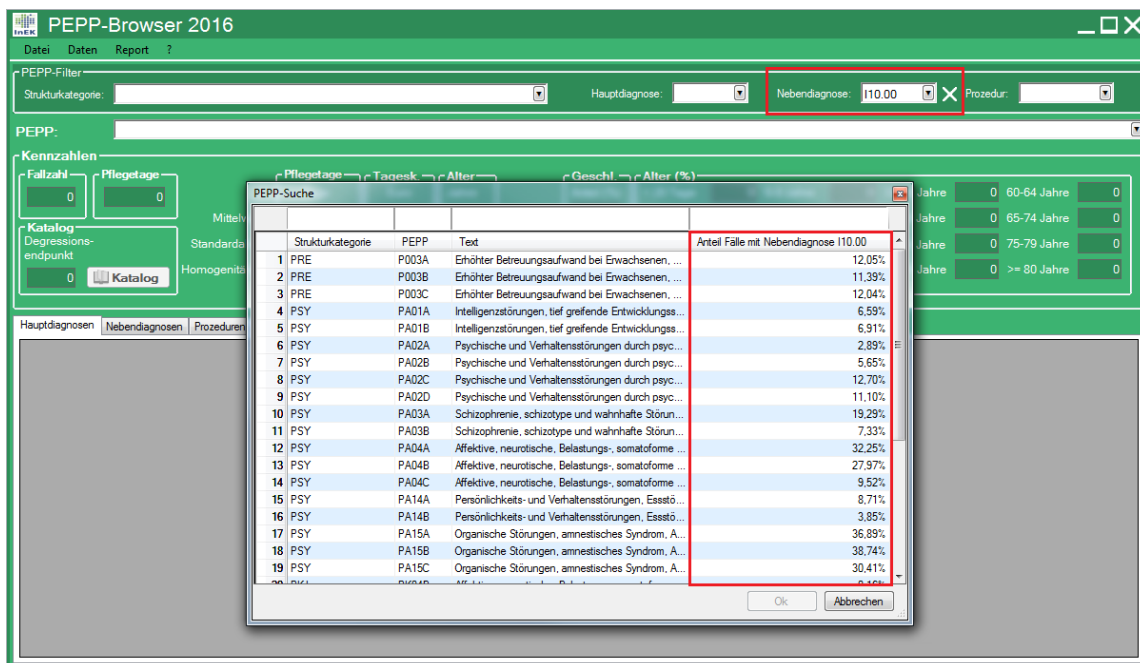 InEK PEPP-Browser 2016
Datei Daten Report ?
PEPP-Filter
Strukturkategorie: Hauptdiagnose: Nebendiagnose: I10.00 Prozedur:
PEPP:
Kennzahlen
Fallzahl Pflegetage Pflegetage Tagesk. Alter Geschl. Alter (%)
0 0 Jahre 0 60-64 Jahre 0
Jahre 0 65-74 Jahre 0
Katalog
Degressions-
endpunkt
Jahre 0 75-79 Jahre 0
0 Katalog Jahre 0 >= 80 Jahre 0
Hauptdiagnosen Nebendiagnosen Prozeduren
PEPP-Suche
Strukturkategorie PEPP Text Anteil Fälle mit Nebendiagnose I10.00
1 PRE P003A Erhöhter Betreuungsaufwand bei Erwachsenen, ... 12,05%
2 PRE P003B Erhöhter Betreuungsaufwand bei Erwachsenen, ... 11,39%
3 PRE P003C Erhöhter Betreuungsaufwand bei Erwachsenen, ... 12,04%
4 PSY PA01A Intelligenzstörungen, tief greifende Entwicklungss... 6,59%
5 PSY PA01B Intelligenzstörungen, tief greifende Entwicklungss... 6,91%
6 PSY PA02A Psychische und Verhaltensstörungen durch psyc... 2,89%
7 PSY PA02B Psychische und Verhaltensstörungen durch psyc... 5,65%
8 PSY PA02C Psychische und Verhaltensstörungen durch psyc... 12,70%
9 PSY PA02D Psychische und Verhaltensstörungen durch psyc... 11,10%
10 PSY PA03A Schizophrenie, schizotype und wahnhafte Störun... 19,29%
11 PSY PA03B Schizophrenie, schizotype und wahnhafte Störun... 7,33%
12 PSY PA04A Affektive, neurotische, Belastungs-, somatoforme ... 32,25%
13 PSY PA04B Affektive, neurotische, Belastungs-, somatoforme ... 27,97%
14 PSY PA04C Affektive, neurotische, Belastungs-, somatoforme ... 9,52%
15 PSY PA14A Persönlichkeits- und Verhaltensstörungen, Essstö... 8,71%
16 PSY PA14B Persönlichkeits- und Verhaltensstörungen, Essstö... 3,85%
17 PSY PA15A Organische Störungen, amnestisches Syndrom, A... 36,89%
18 PSY PA15B Organische Störungen, amnestisches Syndrom, A... 38,74%
19 PSY PA15C Organische Störungen, amnestisches Syndrom, A... 30,41%
Ok Abbrechen